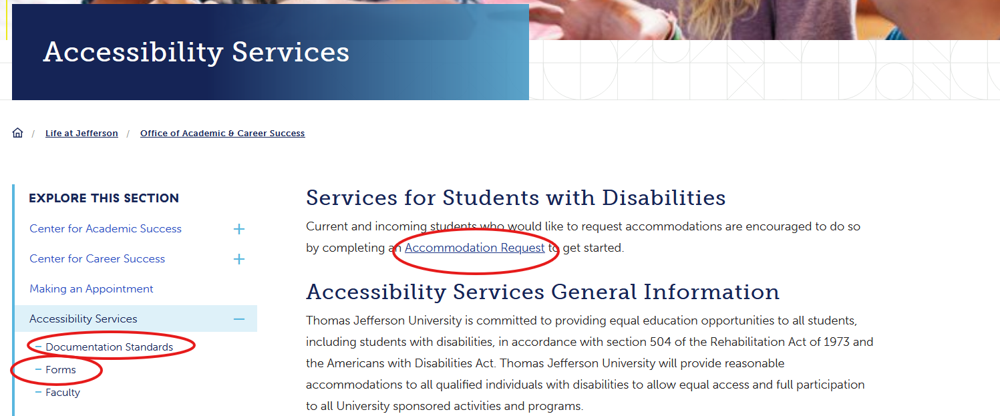 Accessibility Services
Life at Jefferson / Office of Academic & Career Success
EXPLORE THIS SECTION
Center for Academic Success
Center for Career Success
Making an Appointment
Accessibility Services
Documentation Standards
Forms
Faculty
Services for Students with Disabilities
Current and incoming students who would like to request accommodations are encouraged to do so
by completing an Accommodation Request to get started.
Accessibility Services General Information
Thomas Jefferson University is committed to providing equal education opportunities to all students,
including students with disabilities, in accordance with section 504 of the Rehabilitation Act of 1973 and
the Americans with Disabilities Act. Thomas Jefferson University will provide reasonable
accommodations to all qualified individuals with disabilities to allow equal access and full participation
to all University sponsored activities and programs.